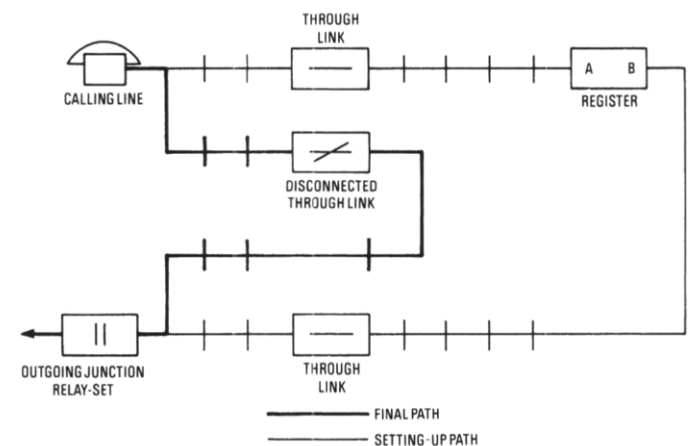 THROUGH
LINK
CALLING LINE
A B
REGISTER
DISCONNECTED
THROUGH LINK
OUTGOING JUNCTION
RELAY-SET
THROUGH
LINK
FINAL PATH
SETTING-UP PATH